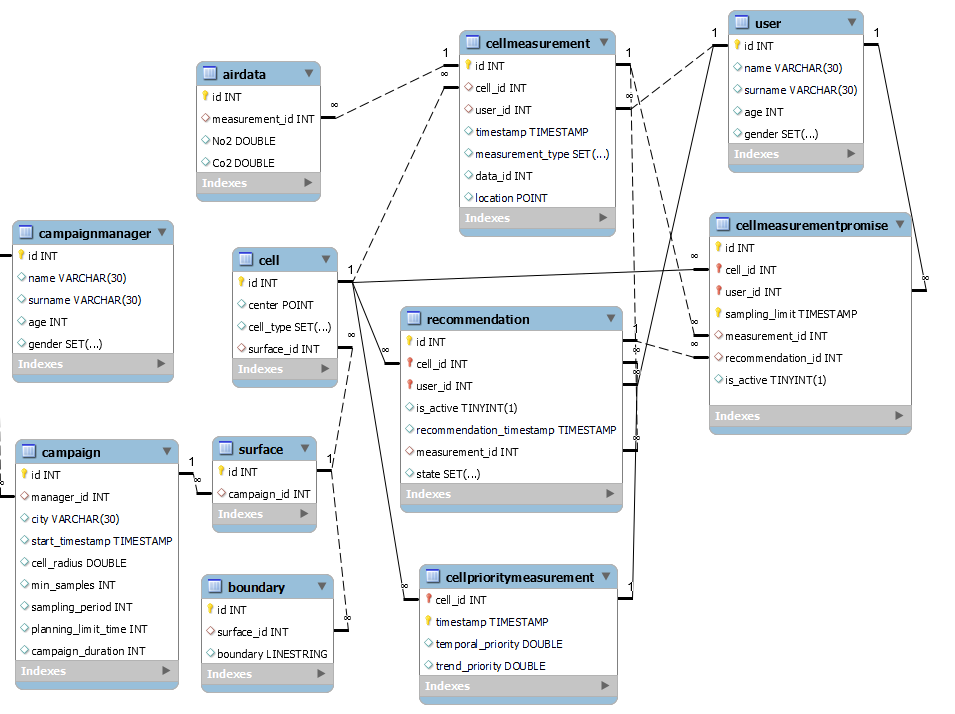 airdata
id INT
measurement_id INT
No2 DOUBLE
Co2 DOUBLE
Indexes
cellmeasurement
id INT
cell_id INT
user_id INT
timestamp TIMESTAMP
measurement_type SET(...)
data_id INT
location POINT
Indexes
user
id INT
name VARCHAR(30)
surname VARCHAR(30)
age INT
gender SET(...)
Indexes
campaignmanager
id INT
name VARCHAR(30)
surname VARCHAR(30)
age INT
gender SET(...)
Indexes
cell
id INT
center POINT
cell_type SET(...)
surface_id INT
Indexes
recommendation
id INT
cell_id INT
user_id INT
is_active TINYINT(1)
recommendation_timestamp TIMESTAMP
measurement_id INT
state SET(...)
Indexes
cellmeasurementpromise
id INT
cell_id INT
user_id INT
sampling_limit TIMESTAMP
measurement_id INT
recommendation_id INT
is_active TINYINT(1)
Indexes
campaign
id INT
manager_id INT
city VARCHAR(30)
start_timestamp TIMESTAMP
cell_radius DOUBLE
min_samples INT
sampling_period INT
planning_limit_time INT
campaign_duration INT
Indexes
surface
id INT
campaign_id INT
Indexes
boundary
id INT
surface_id INT
boundary LINESTRING
Indexes
cellprioritymeasurement
cell_id INT
timestamp TIMESTAMP
temporal_priority DOUBLE
trend_priority DOUBLE
Indexes
1
∞
∞
1
∞
1
1
∞
1
∞
∞
∞
∞
1
∞
∞
∞
∞
1
∞
1
∞
∞
1